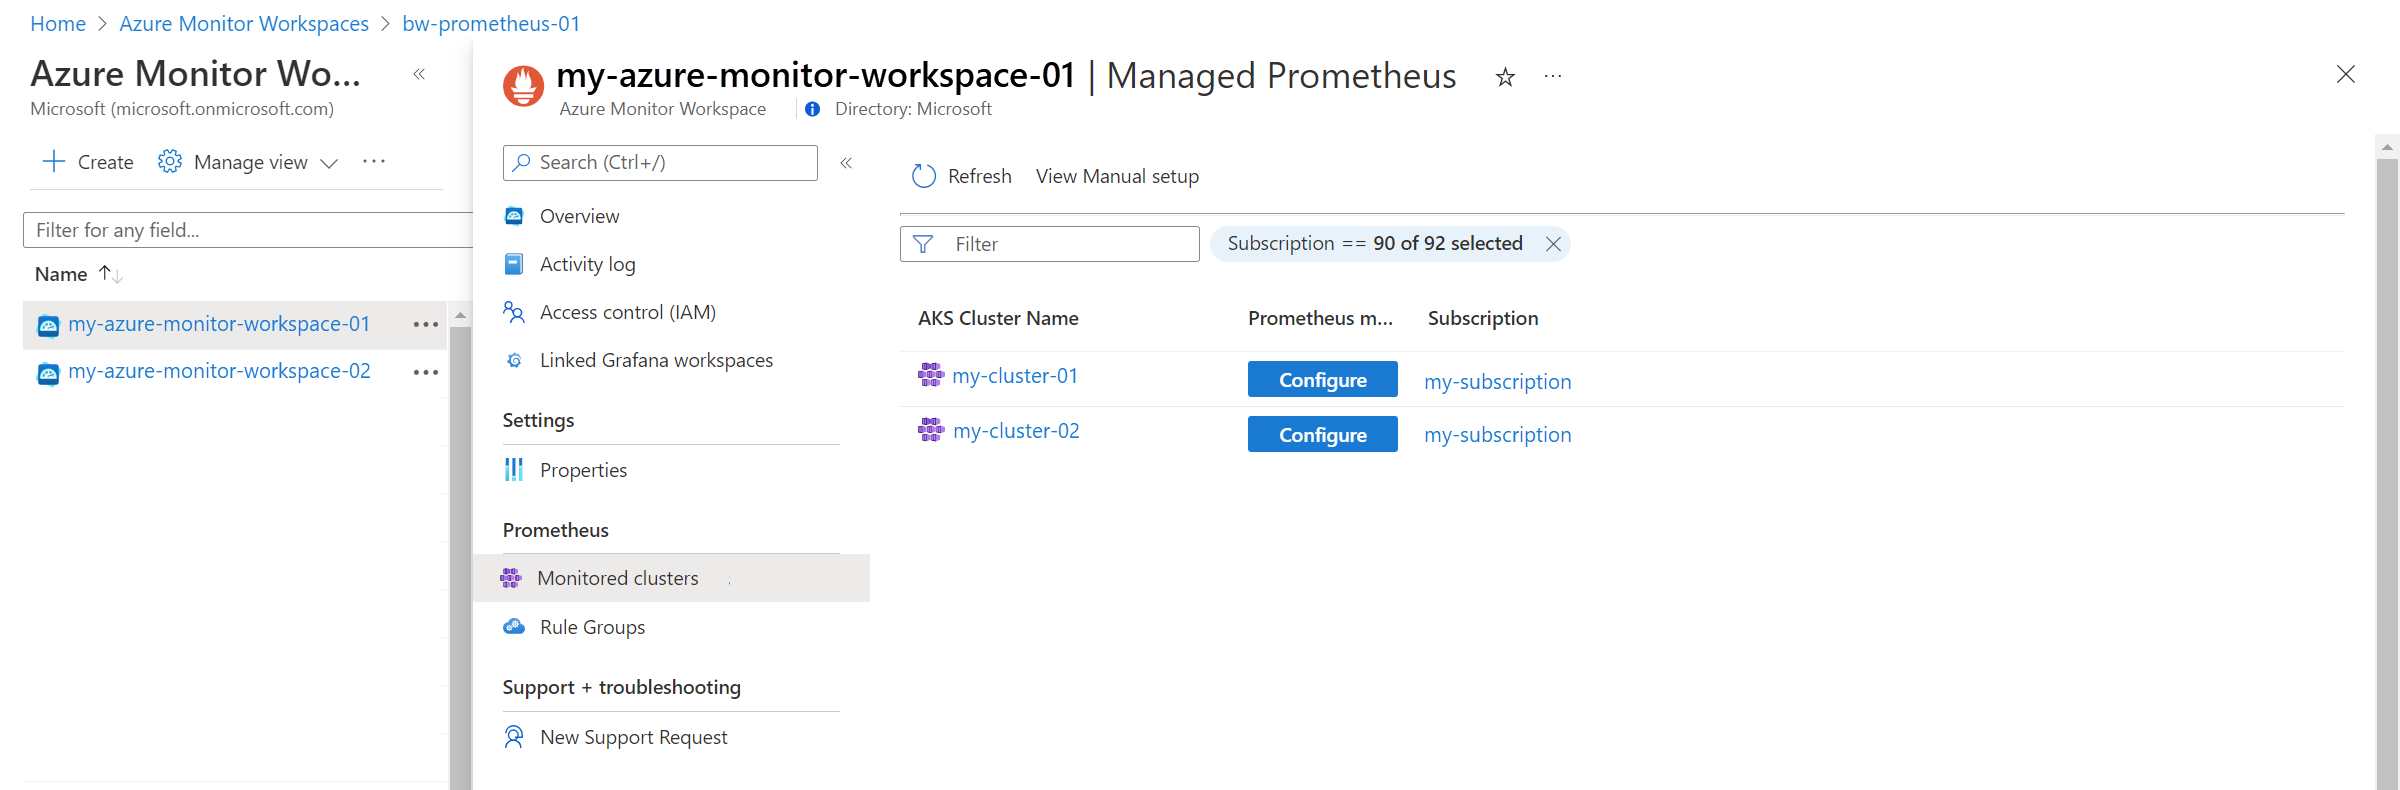 Home > Azure Monitor Workspaces > bw-prometheus-01
Azure Monitor Wo...
Microsoft (microsoft.onmicrosoft.com)
Create Manage view ...
Filter for any field...
Name
my-azure-monitor-workspace-01
my-azure-monitor-workspace-02
my-azure-monitor-workspace-01 | Managed Prometheus
Azure Monitor Workspace
Directory: Microsoft
Search (Ctrl+/)
Overview
Activity log
Access control (IAM)
Linked Grafana workspaces
Settings
Properties
Prometheus
Monitored clusters
Rule Groups
Support + troubleshooting
New Support Request
Refresh View Manual setup
Filter
Subscription == 90 of 92 selected
AKS Cluster Name Prometheus m... Subscription
my-cluster-01 Configure my-subscription
my-cluster-02 Configure my-subscription